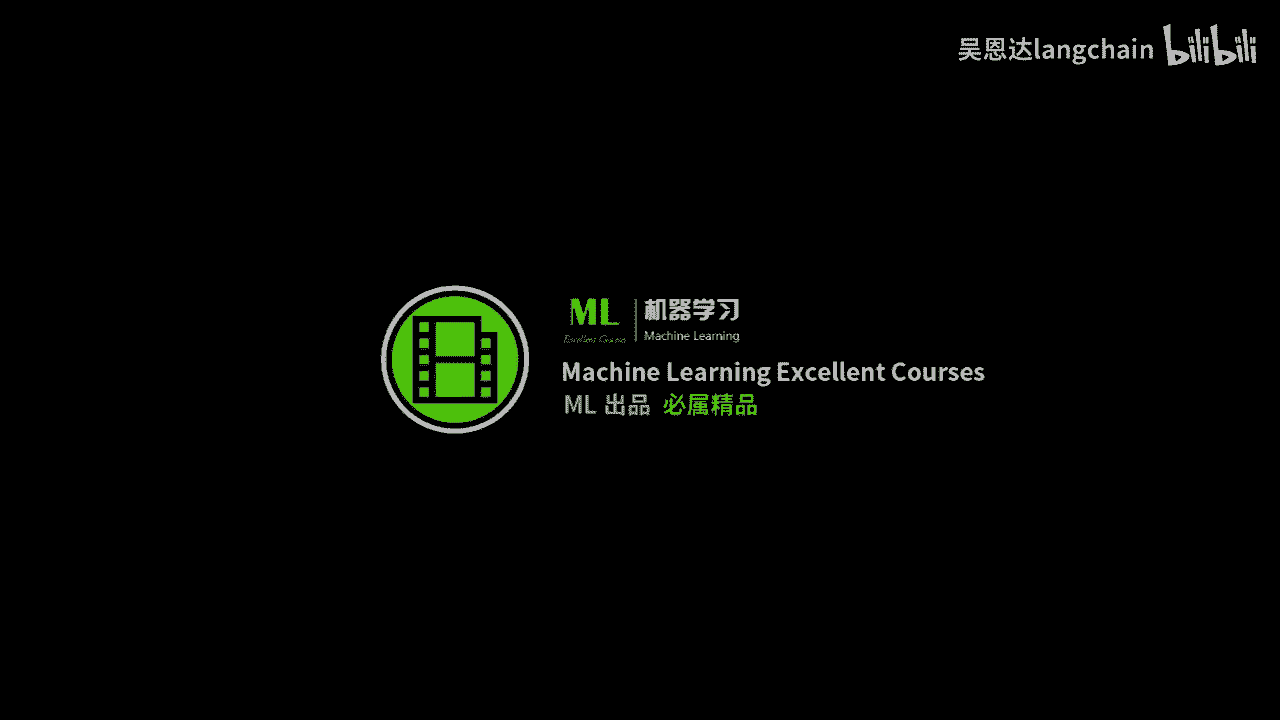 吴恩达langchain bilibili
ML 机器学习
Excellent Courses Machine Learning
Machine Learning Excellent Courses
ML 出品 必属精品